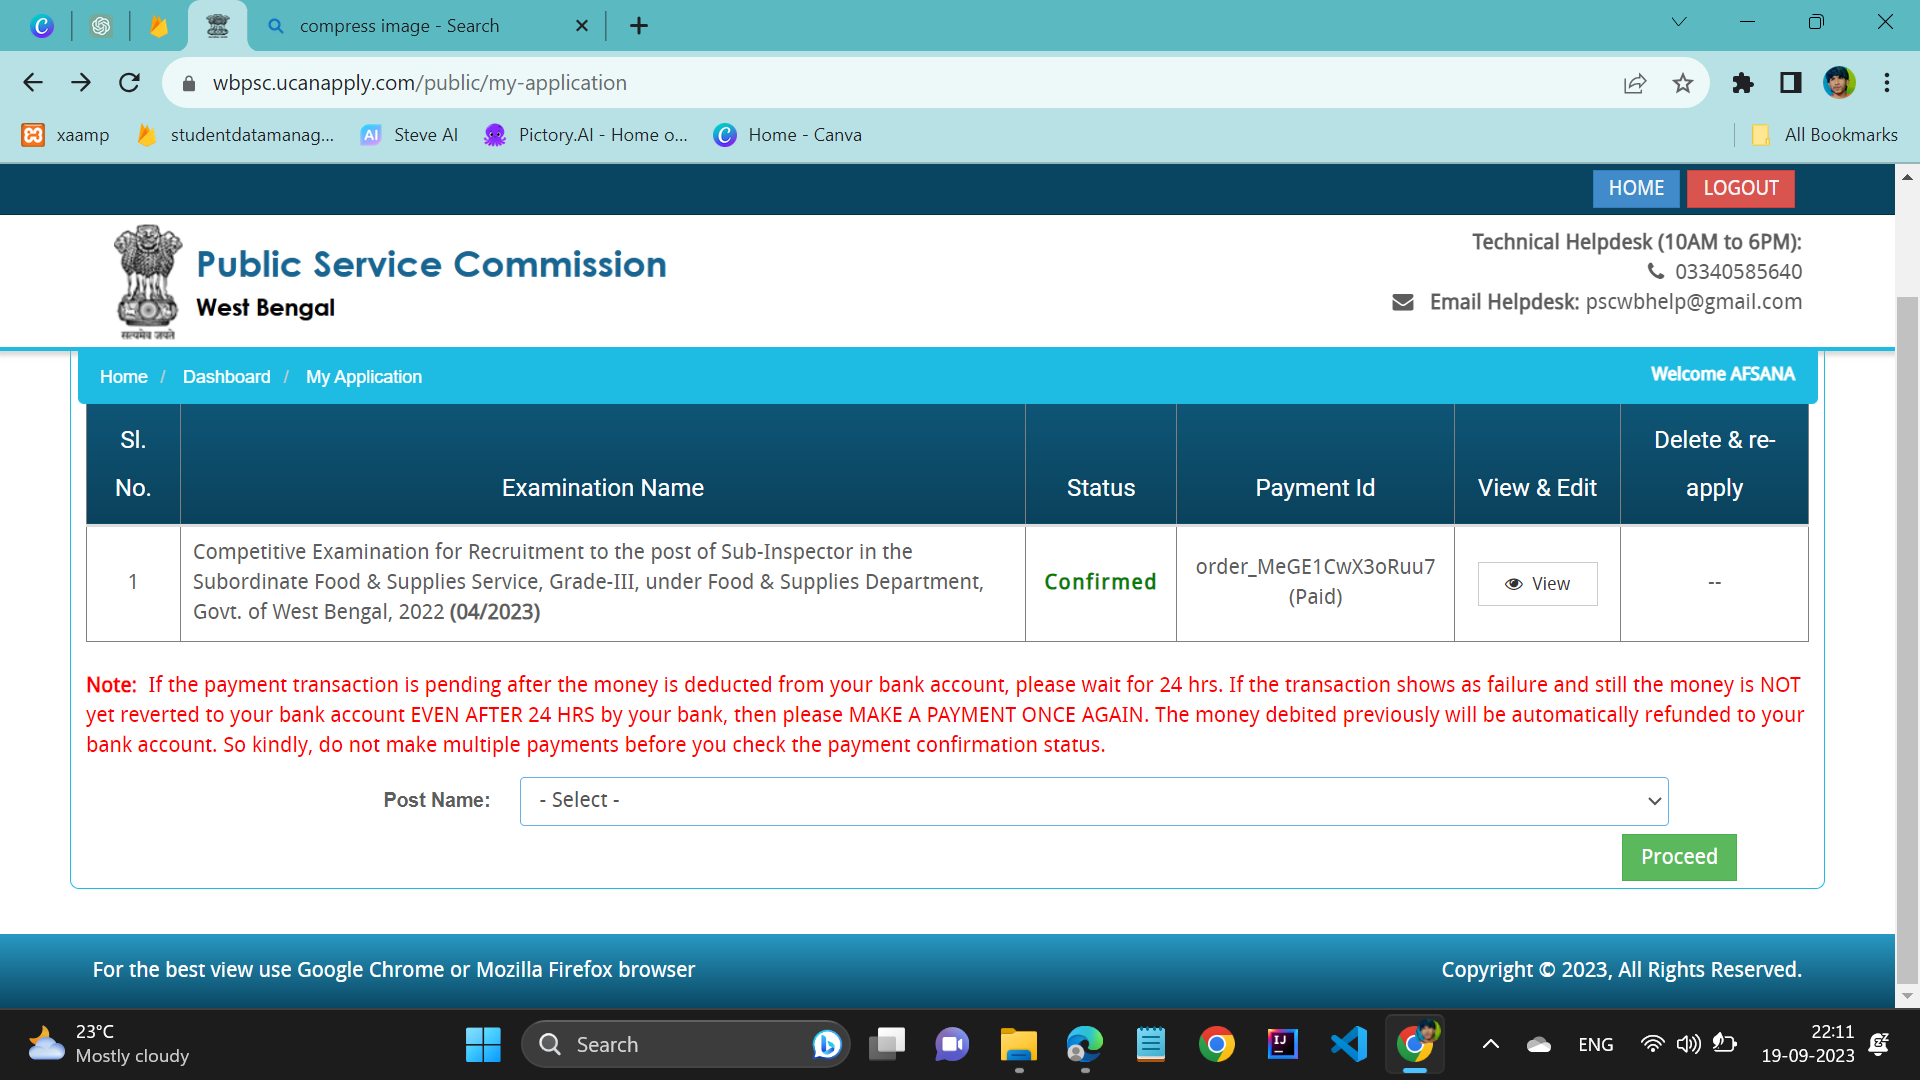 compress image - Search
wbpsc.ucanapply.com/public/my-application
xaamp
studentdatamanag...
AI
Steve AI
Pictory.AI - Home o...
Home - Canva
All Bookmarks
HOME
LOGOUT
Public Service Commission
West Bengal
सत्यमेव जयते
Technical Helpdesk (10AM to 6PM):
03340585640
Email Helpdesk: pscwbhelp@gmail.com
Home / Dashboard / My Application
Welcome AFSANA
Sl.
No.
Examination Name
Status
Payment Id
View & Edit
Delete & re-
apply
1
Competitive Examination for Recruitment to the post of Sub-Inspector in the
Subordinate Food & Supplies Service, Grade-III, under Food & Supplies Department,
Govt. of West Bengal, 2022 (04/2023)
Confirmed
order_MeGE1CwX3oRuu7
(Paid)
View
--
Note: If the payment transaction is pending after the money is deducted from your bank account, please wait for 24 hrs. If the transaction shows as failure and still the money is NOT
yet reverted to your bank account EVEN AFTER 24 HRS by your bank, then please MAKE A PAYMENT ONCE AGAIN. The money debited previously will be automatically refunded to your
bank account. So kindly, do not make multiple payments before you check the payment confirmation status.
Post Name:
- Select -
Proceed
For the best view use Google Chrome or Mozilla Firefox browser
Copyright © 2023, All Rights Reserved.
23°C
Mostly cloudy
Search
IJ
ENG
22:11
19-09-2023